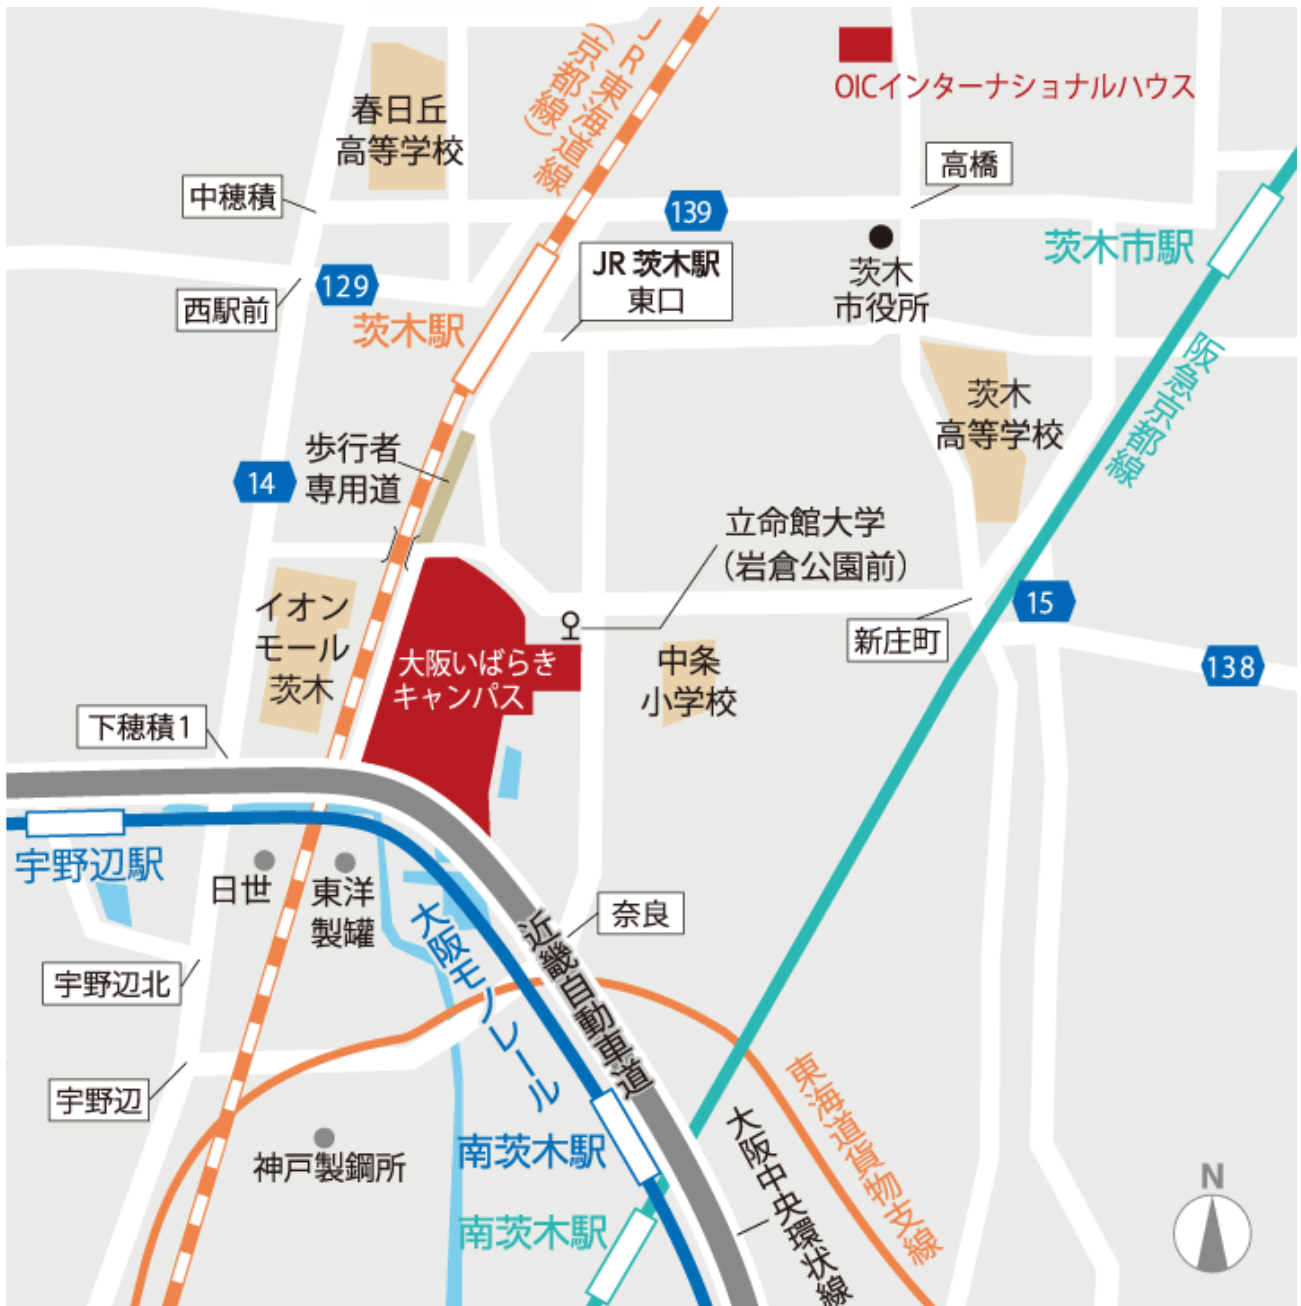 JR東海道線
(京都線)
OICインターナショナルハウス
春日丘
高等学校
中穂積
139
高橋
茨木市駅
129
JR 茨木駅
東口
茨木
市役所
西駅前
茨木駅
阪急京都線
茨木
高等学校
歩行者
専用道
14
立命館大学
（岩倉公園前）
イオン
モール
茨木
15
新庄町
138
大阪いばらき
キャンパス
中条
小学校
下穂積1
宇野辺駅
日世
東洋
製罐
奈良
大阪モノレール
近畿自動車道
宇野辺北
宇野辺
東海道貨物支線
神戸製鋼所
南茨木駅
大阪中央環状線
南茨木駅
N